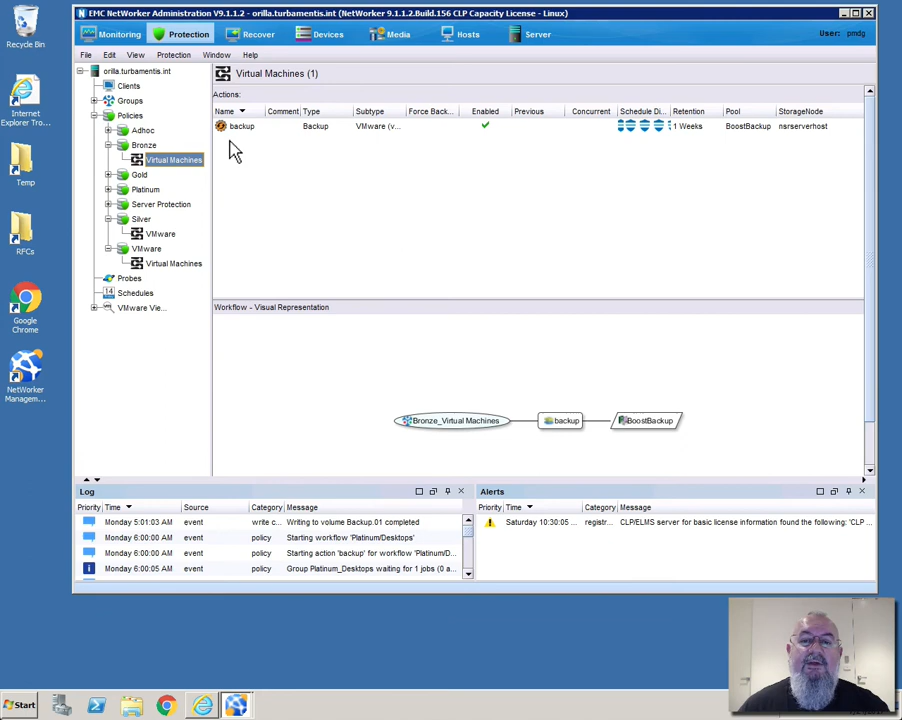 EMC NetWorker Administration V9.1.1.2 - orilla.turbamentis.int (NetWorker 9.1.1.2.Build.156 CLP Capacity License - Linux)
Monitoring Protection Recover Devices Media Hosts Server User: pmdg
File Edit View Protection Window Help
Recycle Bin
Internet
Explorer Tro...
Temp
RFCs
Google
Chrome
NetWorker
Managem...
orilla.turbamentis.int
Clients
Groups
Policies
Adhoc
Bronze
Virtual Machines
Gold
Platinum
Server Protection
Silver
VMware
VMware
Virtual Machines
Probes
14 Schedules
VMware Vie...
Virtual Machines (1)
Actions:
Name Comment Type Subtype Force Back... Enabled Previous Concurrent Schedule Di... Retention Pool StorageNode
backup Backup VMware (v... 1 Weeks BoostBackup nsrserverhost
Workflow - Visual Representation
Bronze_Virtual Machines backup BoostBackup
Log
Priority Time Source Category Message
Monday 5:01:03 AM event write c... Writing to volume Backup.01 completed
Monday 6:00:00 AM event policy Starting workflow 'Platinum/Desktops'
Monday 6:00:00 AM event policy Starting action 'backup' for workflow 'Platinum/D...
Monday 6:00:05 AM event policy Group Platinum_Desktops waiting for 1 jobs (0 a...
Alerts
Priority Time Category Message
Saturday 10:30:05 ... registr... CLP/ELMS server for basic license information found the following: 'CLP ...
Start